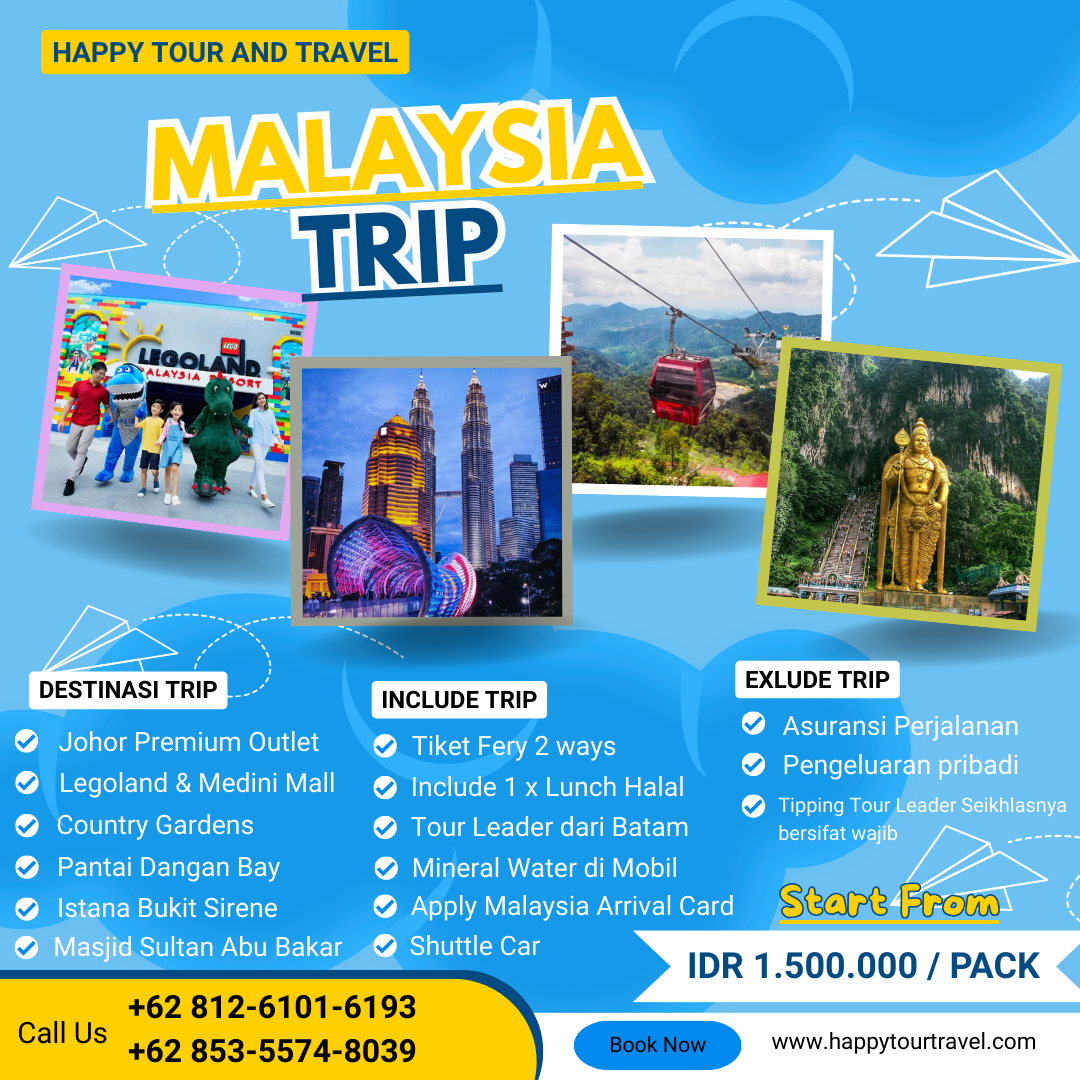 HAPPY TOUR AND TRAVEL
MALAYSIA
TRIP
LEGO
LEGOLAND
MALAYSIA RESORT
W
DESTINASI TRIP
Johor Premium Outlet
Legoland & Medini Mall
Country Gardens
Pantai Dangan Bay
Istana Bukit Sirene
Masjid Sultan Abu Bakar
INCLUDE TRIP
Tiket Fery 2 ways
Include 1 x Lunch Halal
Tour Leader dari Batam
Mineral Water di Mobil
Apply Malaysia Arrival Card
Shuttle Car
EXLUDE TRIP
Asuransi Perjalanan
Pengeluaran pribadi
Tipping Tour Leader Seikhlasnya
bersifat wajib
Start From
IDR 1.500.000 / PACK
Call Us
+62 812-6101-6193
+62 853-5574-8039
Book Now
www.happytourtravel.com